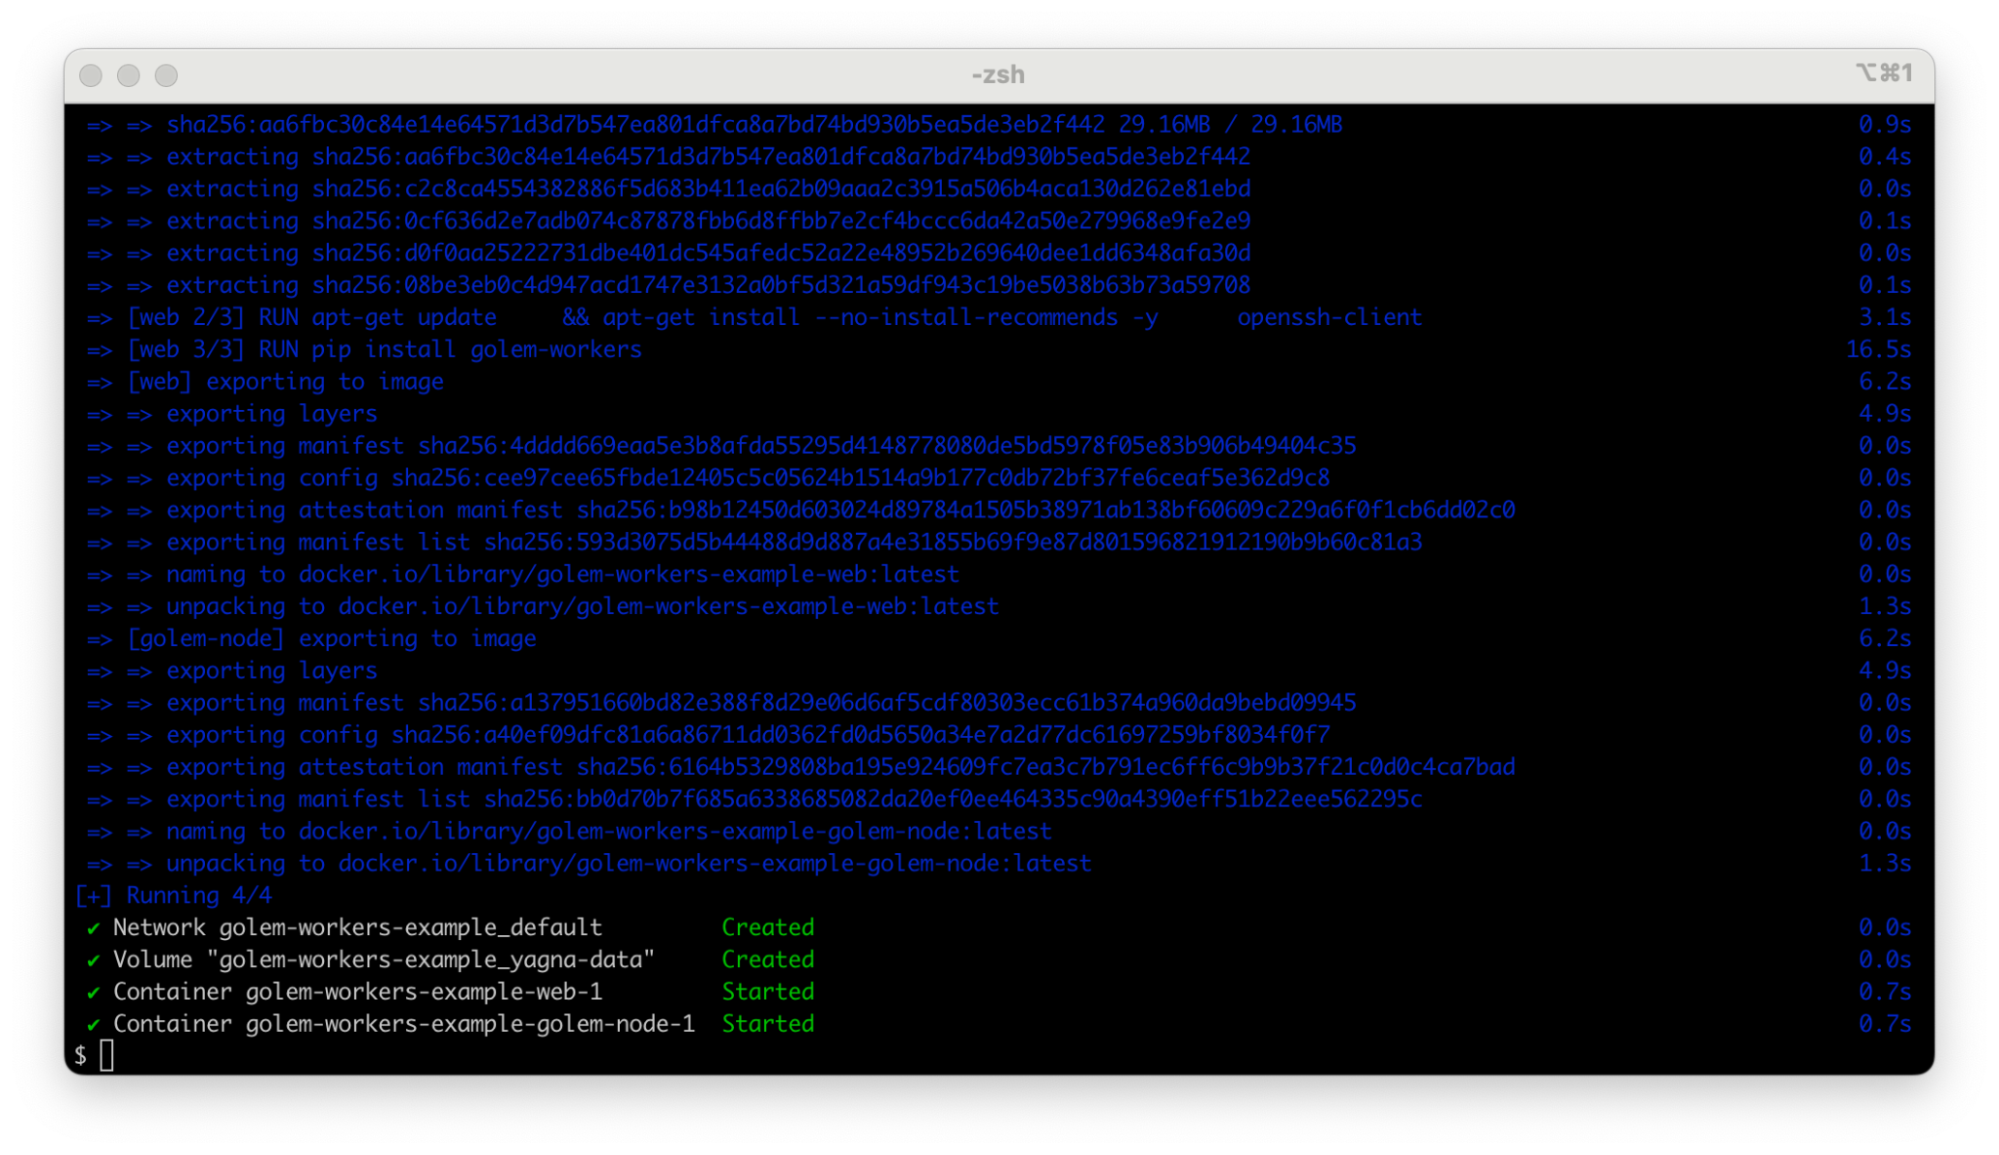 -zsh
⌥⌘1
=> => sha256:aa6fbc30c84e14e64571d3d7b547ea801dfca8a7bd74bd930b5ea5de3eb2f442 29.16MB / 29.16MB 0.9s
=> => extracting sha256:aa6fbc30c84e14e64571d3d7b547ea801dfca8a7bd74bd930b5ea5de3eb2f442 0.4s
=> => extracting sha256:c2c8ca4554382886f5d683b411ea62b09aaa2c3915a506b4aca130d262e81ebd 0.0s
=> => extracting sha256:0cf636d2e7adb074c87878fbb6d8ffbb7e2cf4bccc6da42a50e279968e9fe2e9 0.1s
=> => extracting sha256:d0f0aa25222731dbe401dc545afedc52a22e48952b269640dee1dd6348afa30d 0.0s
=> => extracting sha256:08be3eb0c4d947acd1747e3132a0bf5d321a59df943c19be5038b63b73a59708 0.1s
=> [web 2/3] RUN apt-get update     && apt-get install --no-install-recommends -y      openssh-client 3.1s
=> [web 3/3] RUN pip install golem-workers 16.5s
=> [web] exporting to image 6.2s
=> => exporting layers 4.9s
=> => exporting manifest sha256:4dddd669eaa5e3b8afda55295d4148778080de5bd5978f05e83b906b49404c35 0.0s
=> => exporting config sha256:cee97cee65fbde12405c5c05624b1514a9b177c0db72bf37fe6ceaf5e362d9c8 0.0s
=> => exporting attestation manifest sha256:b98b12450d603024d89784a1505b38971ab138bf60609c229a6f0f1cb6dd02c0 0.0s
=> => exporting manifest list sha256:593d3075d5b44488d9d887a4e31855b69f9e87d801596821912190b9b60c81a3 0.0s
=> => naming to docker.io/library/golem-workers-example-web:latest 0.0s
=> => unpacking to docker.io/library/golem-workers-example-web:latest 1.3s
=> [golem-node] exporting to image 6.2s
=> => exporting layers 4.9s
=> => exporting manifest sha256:a137951660bd82e388f8d29e06d6af5cdf80303ecc61b374a960da9bebd09945 0.0s
=> => exporting config sha256:a40ef09dfc81a6a86711dd0362fd0d5650a34e7a2d77dc61697259bf8034f0f7 0.0s
=> => exporting attestation manifest sha256:6164b5329808ba195e924609fc7ea3c7b791ec6ff6c9b9b37f21c0d0c4ca7bad 0.0s
=> => exporting manifest list sha256:bb0d70b7f685a6338685082da20ef0ee464335c90a4390eff51b22eee562295c 0.0s
=> => naming to docker.io/library/golem-workers-example-golem-node:latest 0.0s
=> => unpacking to docker.io/library/golem-workers-example-golem-node:latest 1.3s
[+] Running 4/4
✔ Network golem-workers-example_default Created 0.0s
✔ Volume "golem-workers-example_yagna-data" Created 0.0s
✔ Container golem-workers-example-web-1 Started 0.7s
✔ Container golem-workers-example-golem-node-1 Started 0.7s
$